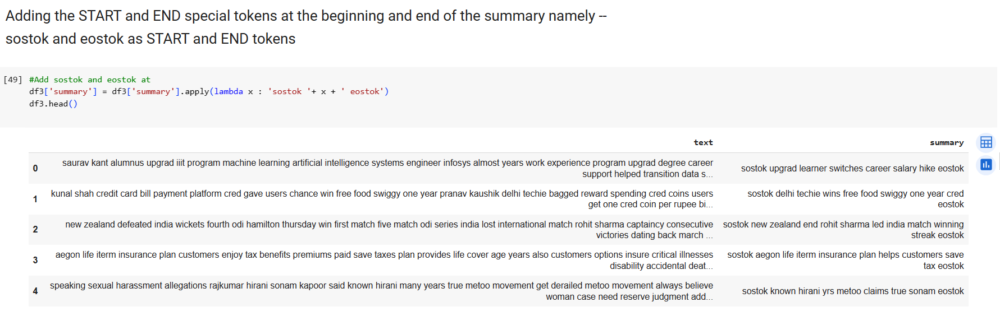 Adding the START and END special tokens at the beginning and end of the summary namely --
sostok and eostok as START and END tokens
[49] #Add sostok and eostok at
df3['summary'] = df3['summary'].apply(lambda x : 'sostok '+ x + ' eostok')
df3.head()
text summary
0 saurav kant alumnus upgrad iiit program machine learning artificial intelligence systems engineer infosys almost years work experience program upgrad degree career
support helped transition data s...
sostok upgrad learner switches career salary hike eostok
1 kunal shah credit card bill payment platform cred gave users chance win free food swiggy one year pranav kaushik delhi techie bagged reward spending cred coins users
get one cred coin per rupee bi...
sostok delhi techie wins free food swiggy one year cred
eostok
2 new zealand defeated india wickets fourth odi hamilton thursday win first match five match odi series india lost international match rohit sharma captaincy consecutive
victories dating back march ...
sostok new zealand end rohit sharma led india match winning
streak eostok
3 aegon life iterm insurance plan customers enjoy tax benefits premiums paid save taxes plan provides life cover age years also customers options insure critical illnesses
disability accidental deat...
sostok aegon life iterm insurance plan helps customers save
tax eostok
4 speaking sexual harassment allegations rajkumar hirani sonam kapoor said known hirani many years true metoo movement get derailed metoo movement always believe
woman case need reserve judgment add...
sostok known hirani yrs metoo claims true sonam eostok